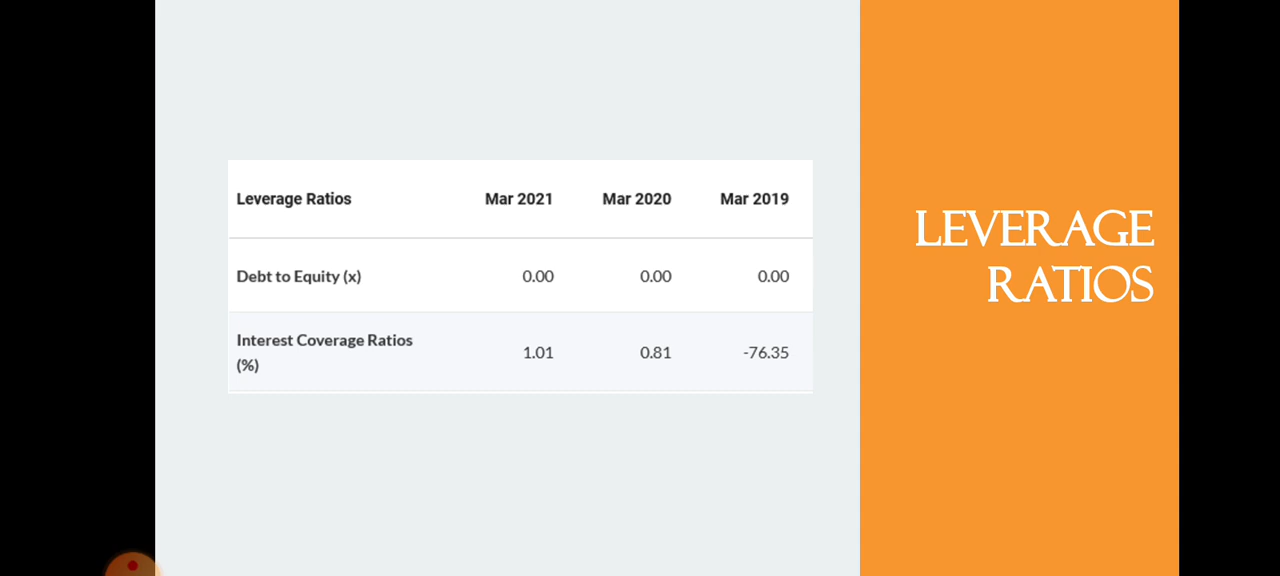 Leverage Ratios Mar 2021 Mar 2020 Mar 2019
Debt to Equity (x) 0.00 0.00 0.00
Interest Coverage Ratios
(%) 1.01 0.81 -76.35
LEVERAGE
RATIOS